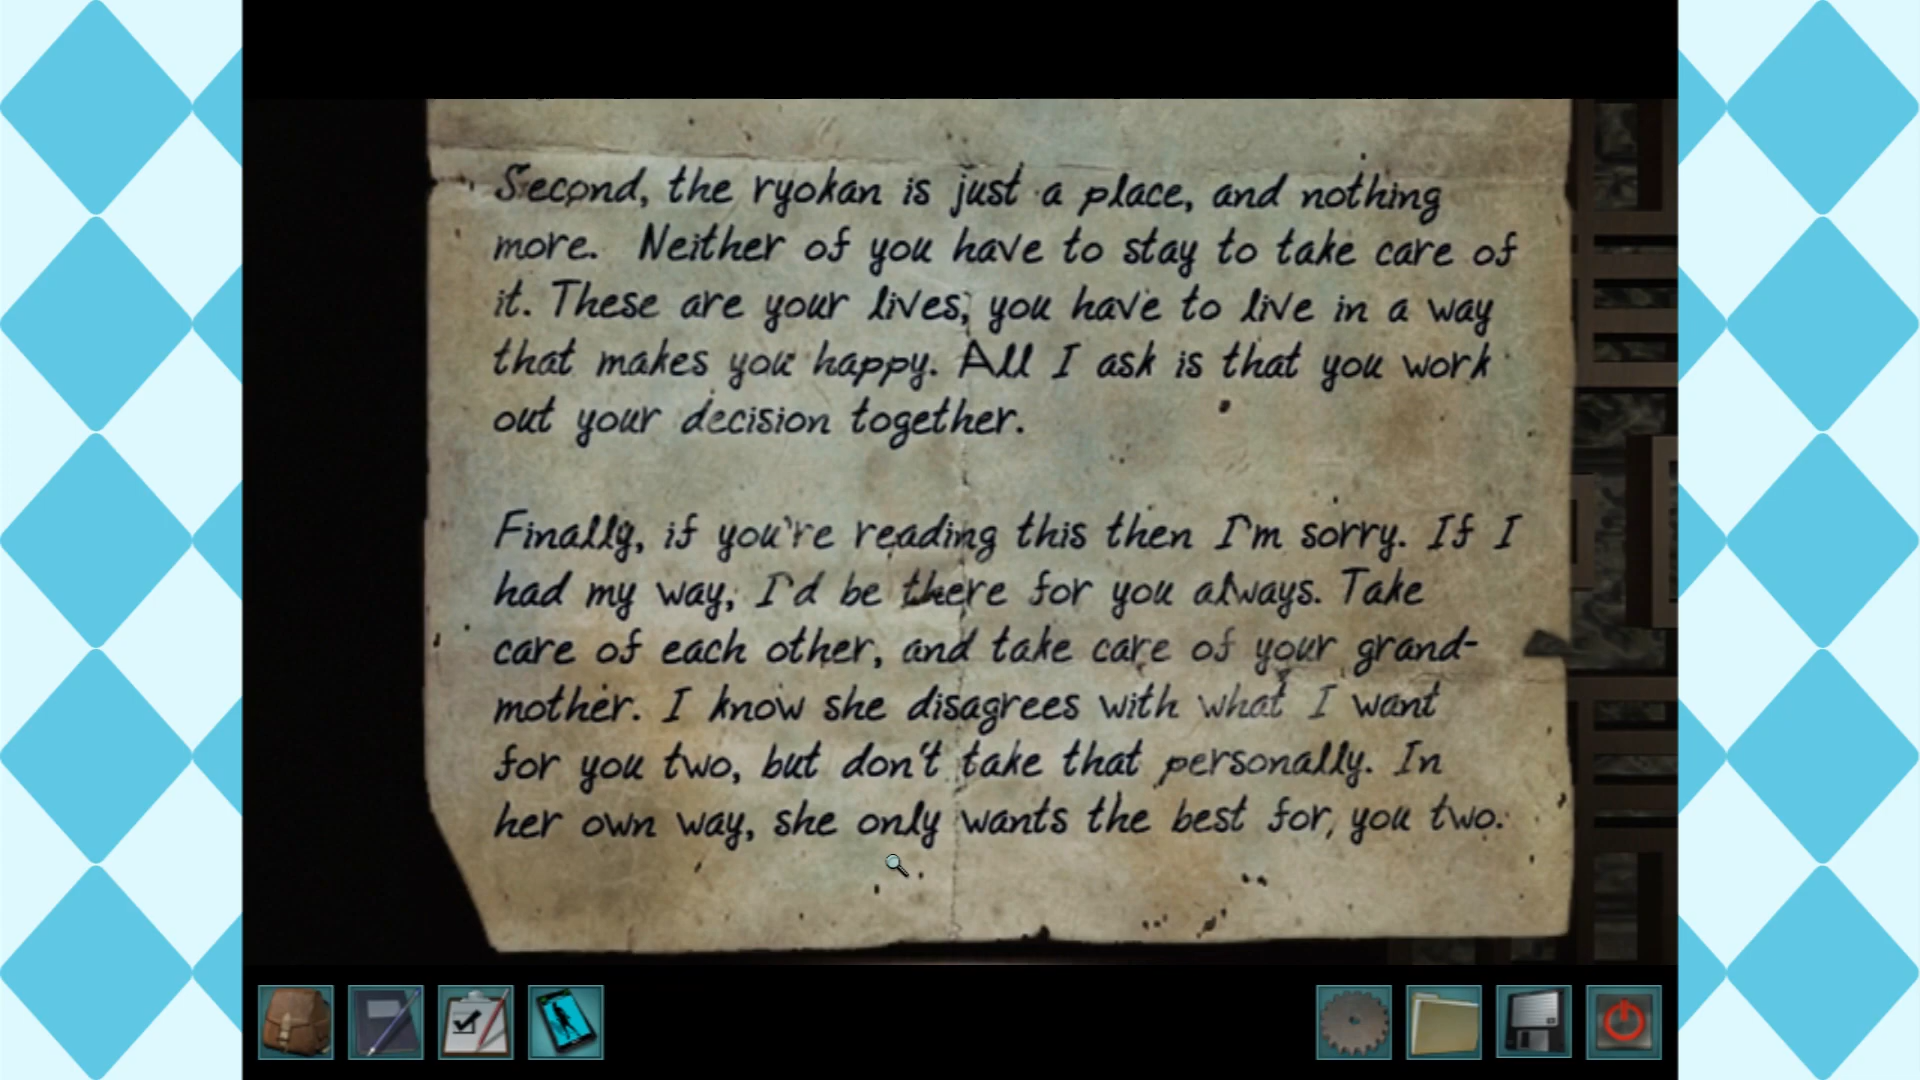 Second, the ryokan is just a place, and nothing
more. Neither of you have to stay to take care of
it. These are your lives, you have to live in a way
that makes you happy. All I ask is that you work
out your decision together.
Finally, if you're reading this then I'm sorry. If I
had my way, I'd be there for you always. Take
care of each other, and take care of your grand-
mother. I know she disagrees with what I want
for you two, but don't take that personally. In
her own way, she only wants the best for, you two.